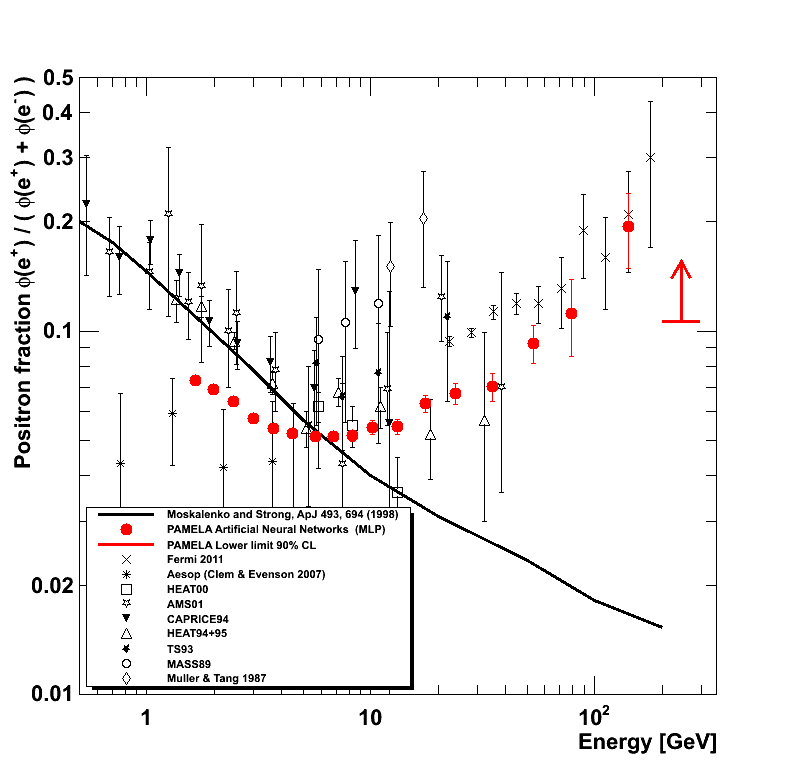 Positron fraction ϕ(e⁺) / ( ϕ(e⁺) + ϕ(e⁻) )
0.5
0.4
0.3
0.2
0.1
0.02
0.01
Moskalenko and Strong, ApJ 493, 694 (1998)
PAMELA Artificial Neural Networks (MLP)
PAMELA Lower limit 90% CL
Fermi 2011
Aesop (Clem & Evenson 2007)
HEAT00
AMS01
CAPRICE94
HEAT94+95
TS93
MASS89
Muller & Tang 1987
1 10 10²
Energy [GeV]